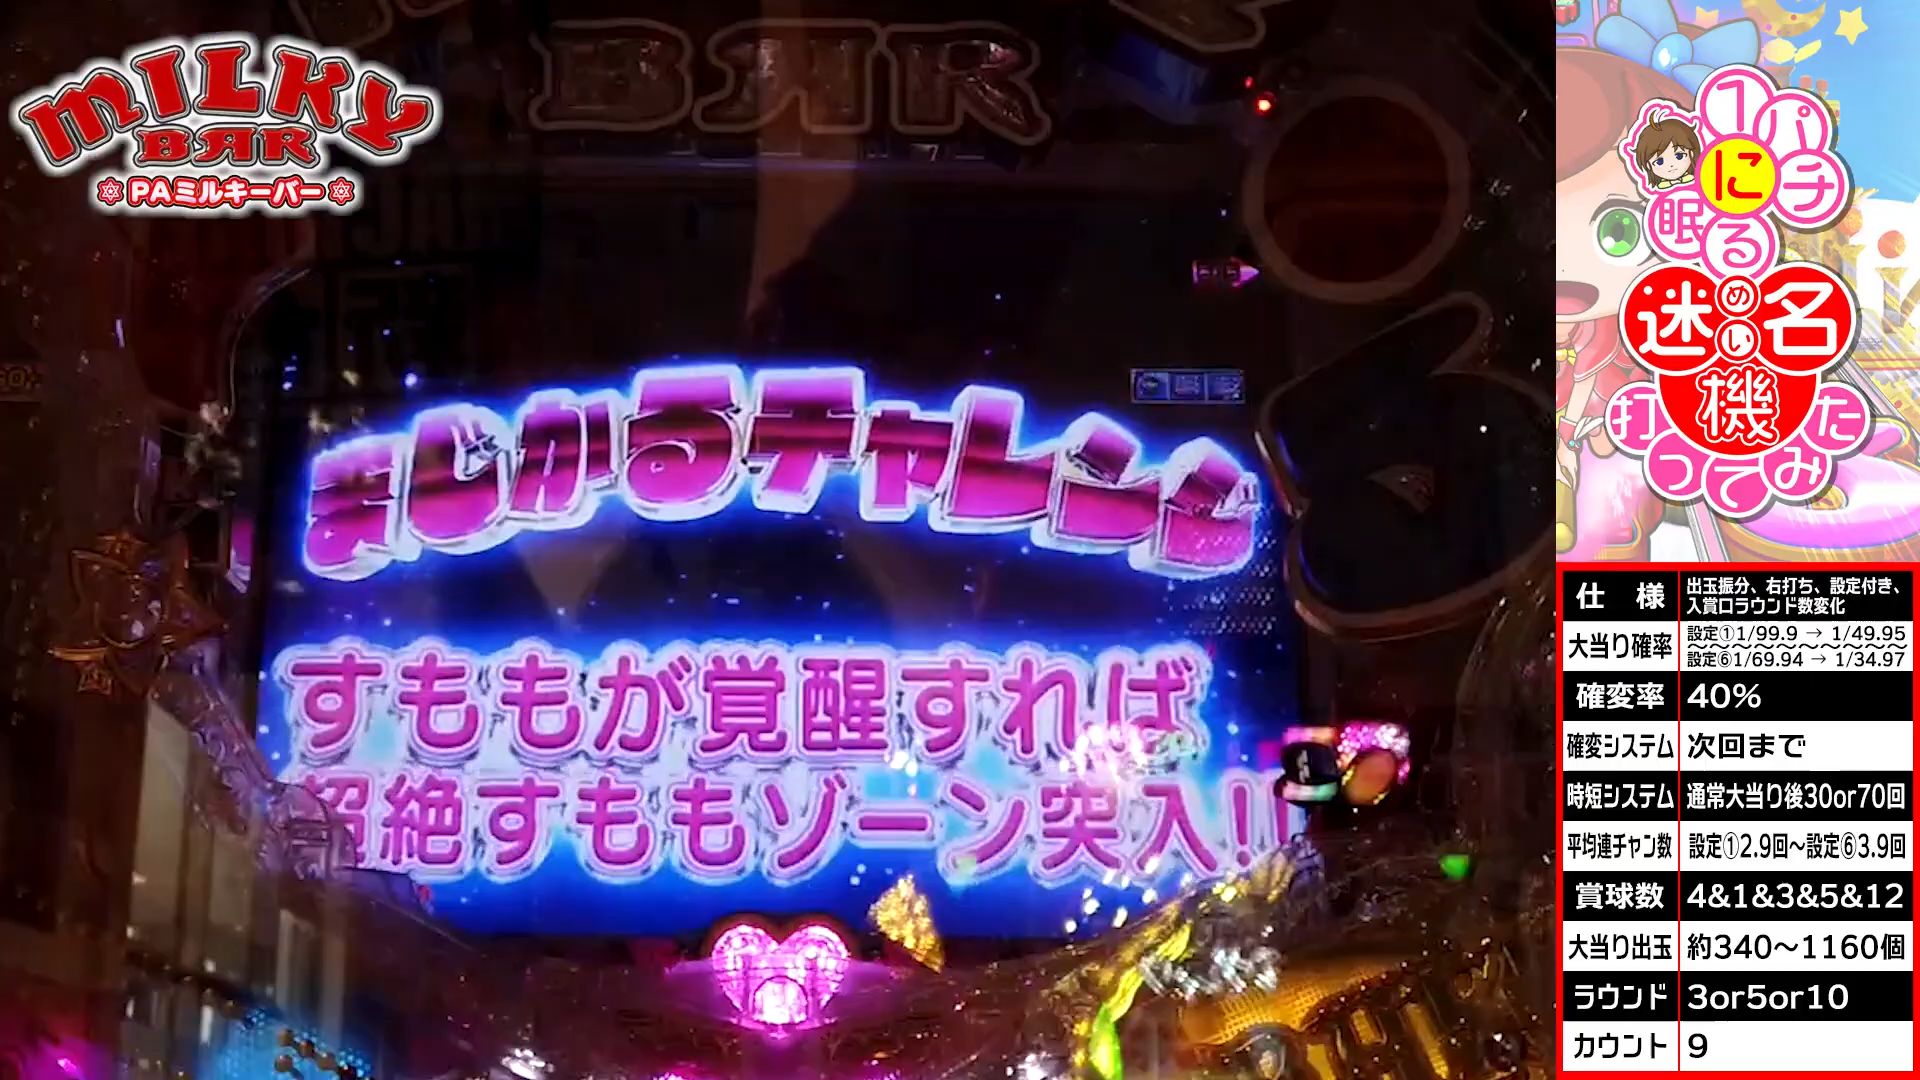 MILKY
BAR
PAミルキーバー
BAR
まじかるチャレンジ
すももが覚醒すれば
超絶すももゾーン突入!!
1パチ
に
眠る
迷名
めい
機
打ってみた
仕様 出玉振分、右打ち、設定付き、
入賞口ラウンド数変化
大当り確率 設定①1/99.9 → 1/49.95
〜〜〜〜〜〜〜〜〜〜
設定⑥1/69.94 → 1/34.97
確変率 40%
確変システム 次回まで
時短システム 通常大当り後30or70回
平均連チャン数 設定①2.9回〜設定⑥3.9回
賞球数 4&1&3&5&12
大当り出玉 約340〜1160個
ラウンド 3or5or10
カウント 9